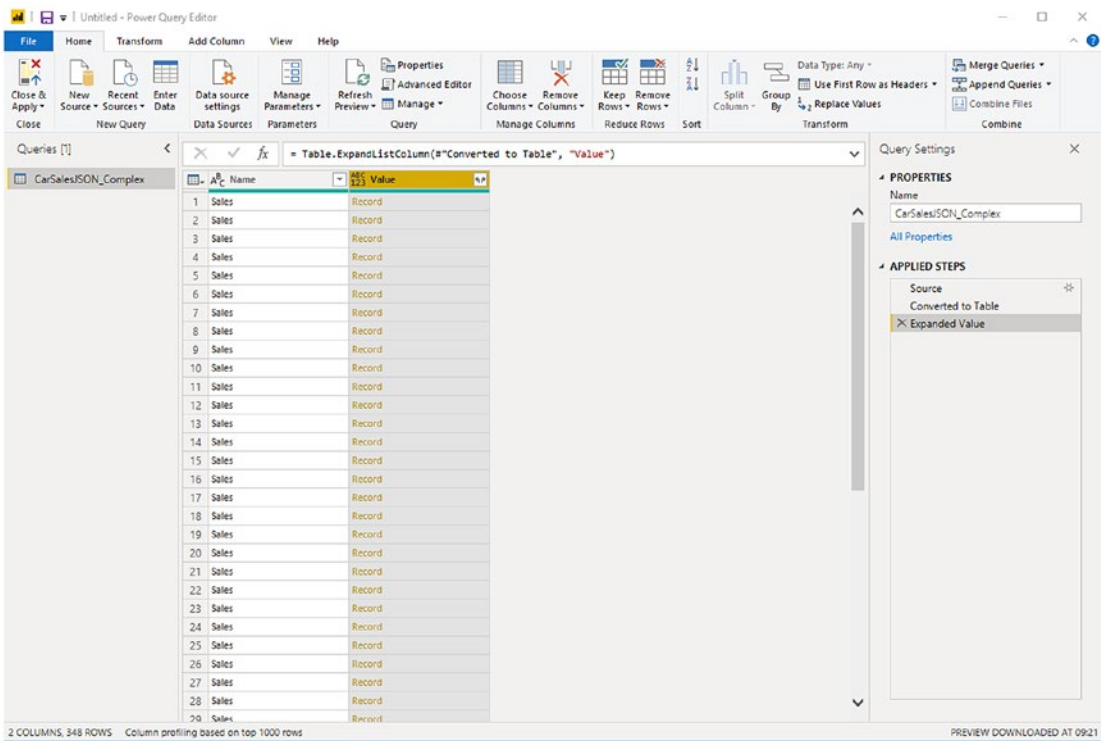 Untitled - Power Query Editor
File Home Transform Add Column View Help
Close & Apply
New Source
Recent Sources
Enter Data
Data source settings
Manage Parameters
Refresh Preview
Properties
Advanced Editor
Manage
Choose Columns
Remove Columns
Keep Rows
Remove Rows
Split Column
Group By
Data Type: Any
Use First Row as Headers
Replace Values
Merge Queries
Append Queries
Combine Files
Close New Query Data Sources Parameters Query Manage Columns Reduce Rows Sort Transform Combine
Queries [1]
fx = Table.ExpandListColumn(#"Converted to Table", "Value")
CarSalesJSON_Complex
ABC Name ABC 123 Value
1 Sales Record
2 Sales Record
3 Sales Record
4 Sales Record
5 Sales Record
6 Sales Record
7 Sales Record
8 Sales Record
9 Sales Record
10 Sales Record
11 Sales Record
12 Sales Record
13 Sales Record
14 Sales Record
15 Sales Record
16 Sales Record
17 Sales Record
18 Sales Record
19 Sales Record
20 Sales Record
21 Sales Record
22 Sales Record
23 Sales Record
24 Sales Record
25 Sales Record
26 Sales Record
27 Sales Record
28 Sales Record
29 Sales Record
Query Settings
PROPERTIES
Name
CarSalesJSON_Complex
All Properties
APPLIED STEPS
Source
Converted to Table
Expanded Value
2 COLUMNS, 348 ROWS Column profiling based on top 1000 rows
PREVIEW DOWNLOADED AT 09:21